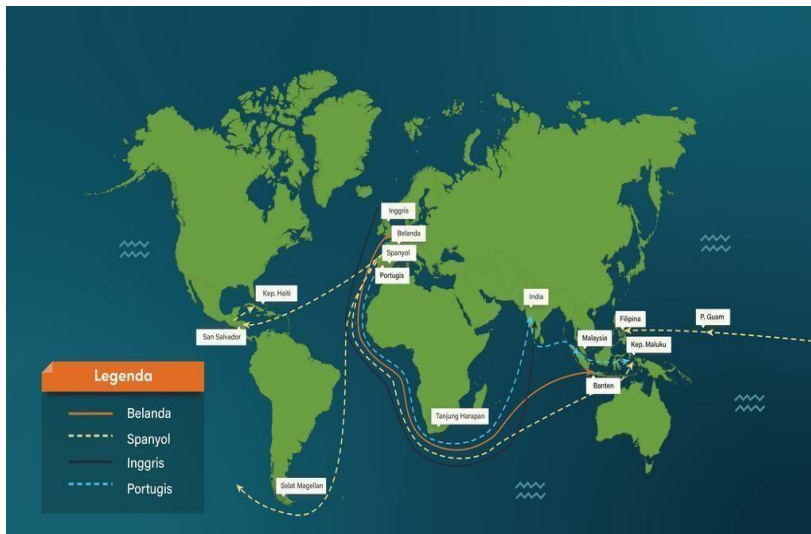 Inggris
Belanda
Spanyol
Portugis
Kep. Haiti
San Salvador
India
Filipina
P. Guam
Malaysia
Kep. Maluku
Banten
Tanjung Harapan
Selat Magellan
Legenda
Belanda
Spanyol
Inggris
Portugis